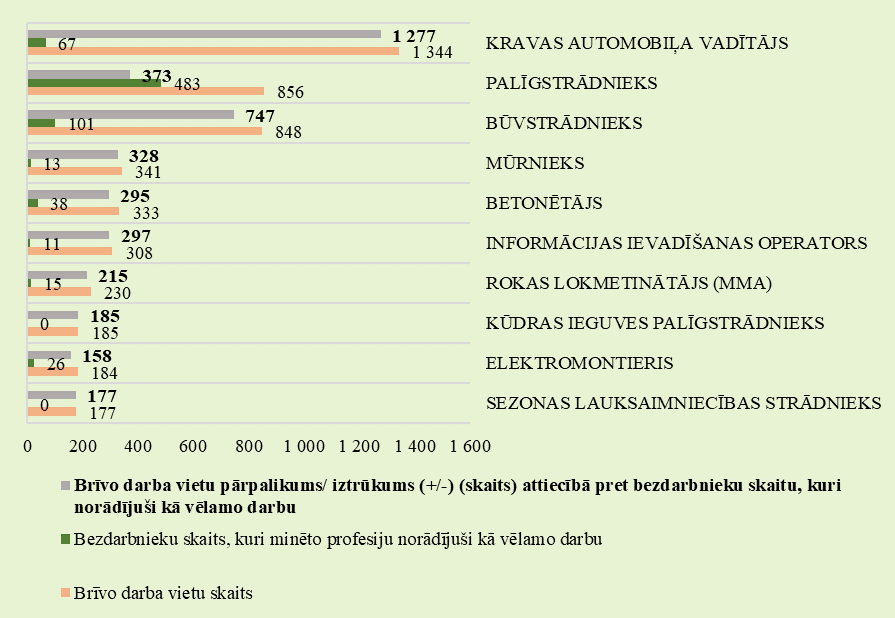 1 277
67
1 344
KRAVAS AUTOMOBIĻA VADĪTĀJS
373
483
856
PALĪGSTRĀDNIEKS
747
101
848
BŪVSTRĀDNIEKS
328
13
341
MŪRNIEKS
295
38
333
BETONĒTĀJS
297
11
308
INFORMĀCIJAS IEVADĪŠANAS OPERATORS
215
15
230
ROKAS LOKMETINĀTĀJS (MMA)
185
0
185
KŪDRAS IEGUVES PALĪGSTRĀDNIEKS
158
26
184
ELEKTROMONTIERIS
177
0
177
SEZONAS LAUKSAIMNIECĪBAS STRĀDNIEKS
0 200 400 600 800 1 000 1 200 1 400 1 600
Brīvo darba vietu pārpalikums/ iztrūkums (+/-) (skaits) attiecībā pret bezdarbnieku skaitu, kuri
norādījuši kā vēlamo darbu
Bezdarbnieku skaits, kuri minēto profesiju norādījuši kā vēlamo darbu
Brīvo darba vietu skaits